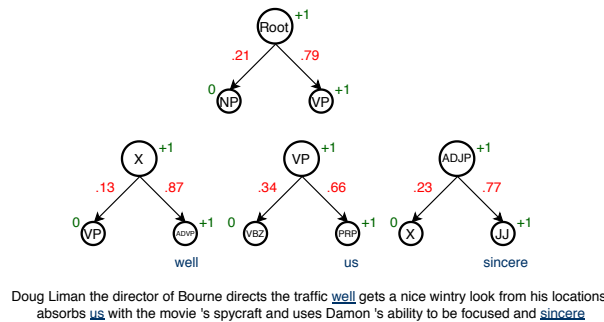 Root +1
.21 .79
0 NP VP +1
X +1 VP +1 ADJP +1
.13 .87 .34 .66 .23 .77
0 VP ADVP +1 0 VBZ PRP +1 0 X JJ +1
well us sincere
Doug Liman the director of Bourne directs the traffic well gets a nice wintry look from his locations
absorbs us with the movie 's spycraft and uses Damon 's ability to be focused and sincere